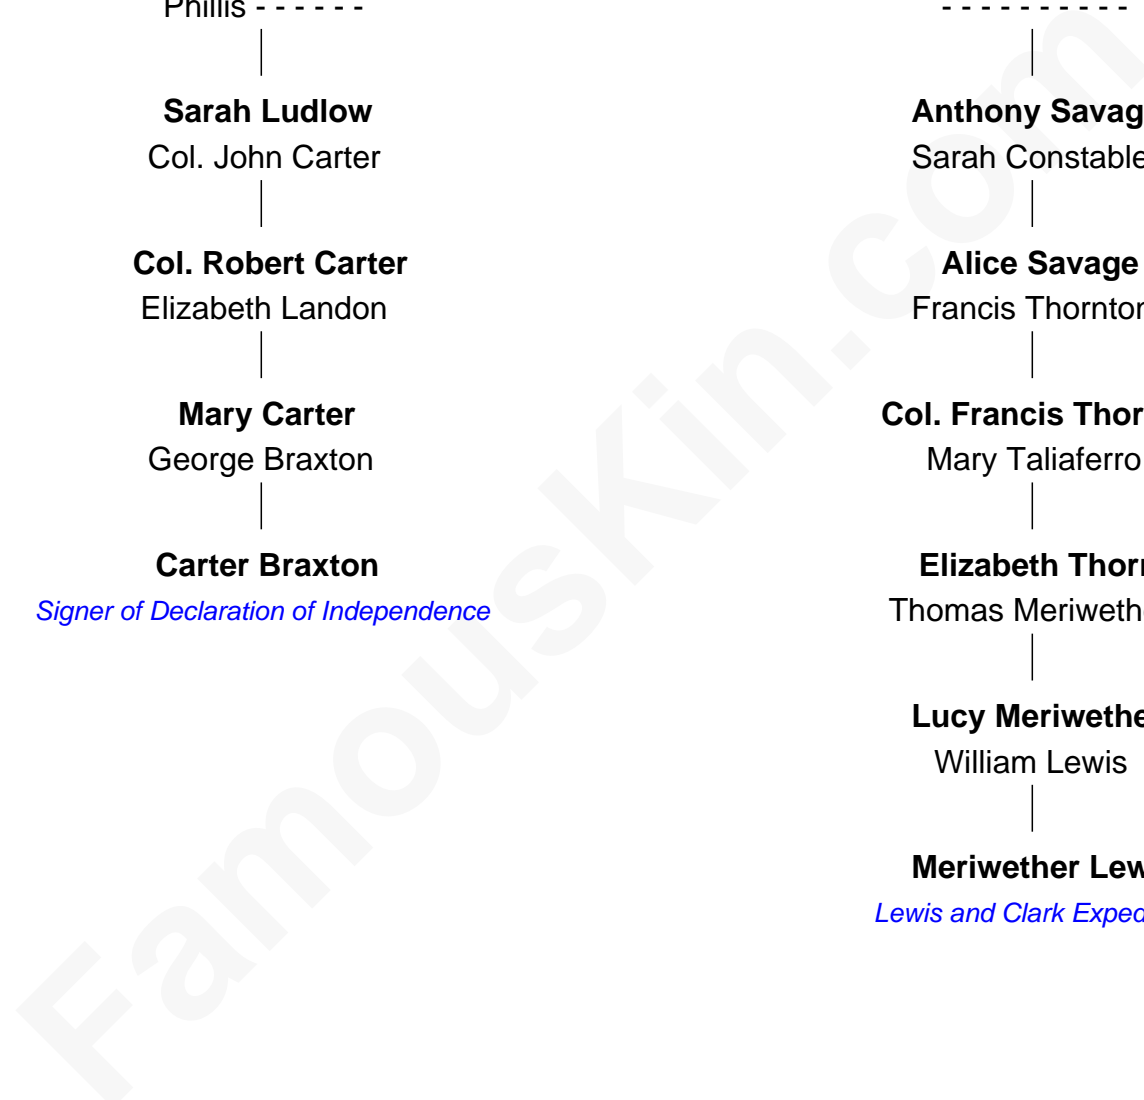 Phillis - - - - - -
Sarah Ludlow
Col. John Carter
Col. Robert Carter
Elizabeth Landon
Mary Carter
George Braxton
Carter Braxton
Signer of Declaration of Independence
- - - - - - - - - -
Anthony Savag
Sarah Constable
Alice Savage
Francis Thornton
Col. Francis Thor
Mary Taliaferro
Elizabeth Thor
Thomas Meriweth
Lucy Meriwethe
William Lewis
Meriwether Lew
Lewis and Clark Exped
FamousKin.com